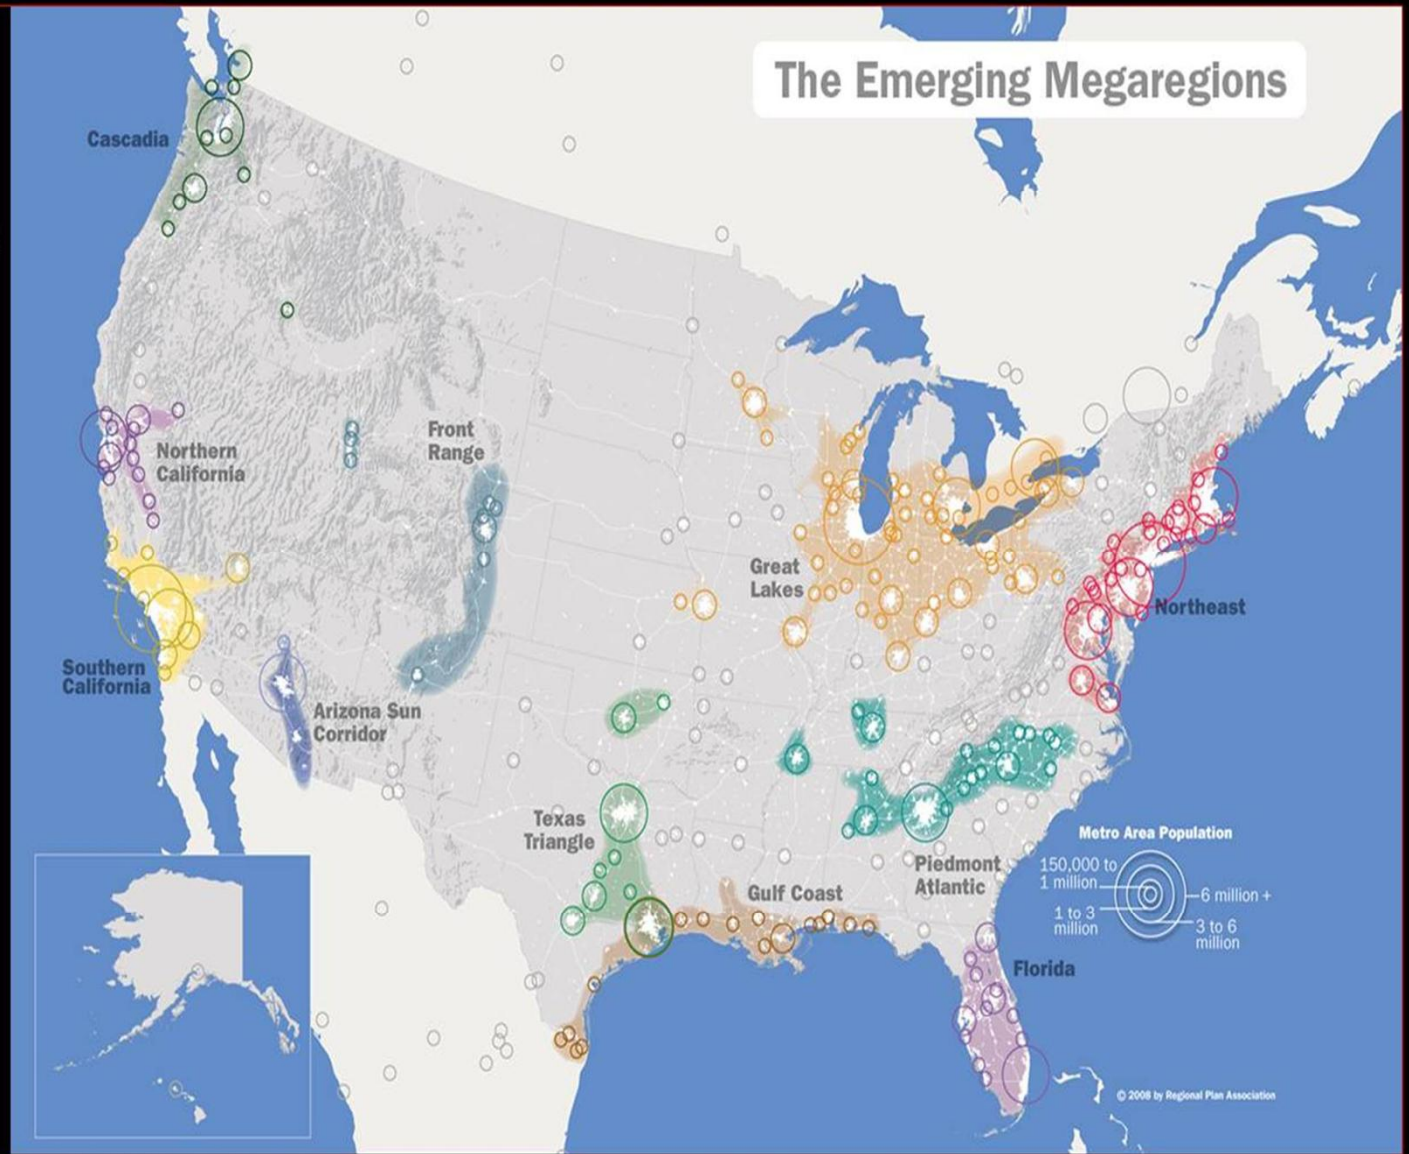 The Emerging Megaregions
Cascadia
Northern
California
Front
Range
Great
Lakes
Northeast
Southern
California
Arizona Sun
Corridor
Texas
Triangle
Gulf Coast
Piedmont
Atlantic
Florida
Metro Area Population
150,000 to
1 million
1 to 3
million
6 million +
3 to 6
million
© 2008 by Regional Plan Association